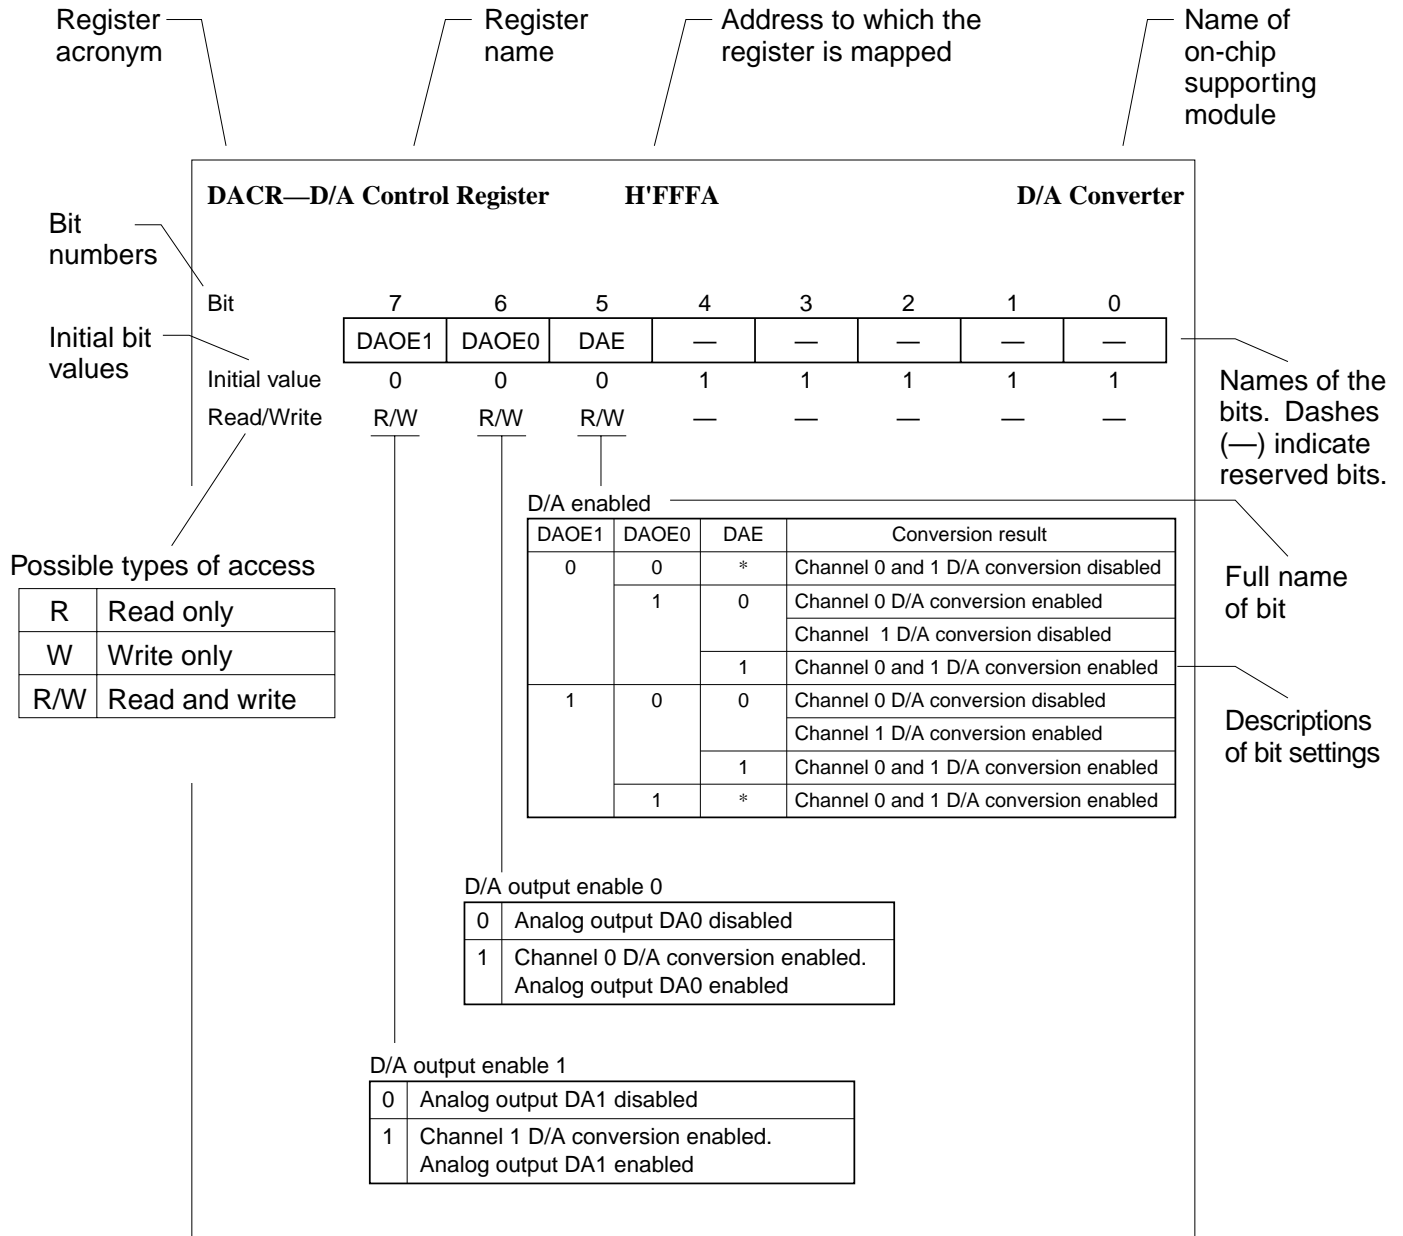 Register
acronym
Register
name
Address to which the
register is mapped
Name of
on-chip
supporting
module
DACR—D/A Control Register H'FFFA D/A Converter
Bit
numbers
Bit 7 6 5 4 3 2 1 0
Initial bit
values
DAOE1 DAOE0 DAE — — — — —
Initial value 0 0 0 1 1 1 1 1
Read/Write R/W R/W R/W — — — — —
Names of the
bits. Dashes
(—) indicate
reserved bits.
Possible types of access
R Read only
W Write only
R/W Read and write
D/A enabled
DAOE1 DAOE0 DAE Conversion result
0 0 * Channel 0 and 1 D/A conversion disabled
1 0 Channel 0 D/A conversion enabled
Channel 1 D/A conversion disabled
1 Channel 0 and 1 D/A conversion enabled
1 0 0 Channel 0 D/A conversion disabled
Channel 1 D/A conversion enabled
1 Channel 0 and 1 D/A conversion enabled
1 * Channel 0 and 1 D/A conversion enabled
Full name
of bit
Descriptions
of bit settings
D/A output enable 0
0 Analog output DA0 disabled
1 Channel 0 D/A conversion enabled.
Analog output DA0 enabled
D/A output enable 1
0 Analog output DA1 disabled
1 Channel 1 D/A conversion enabled.
Analog output DA1 enabled